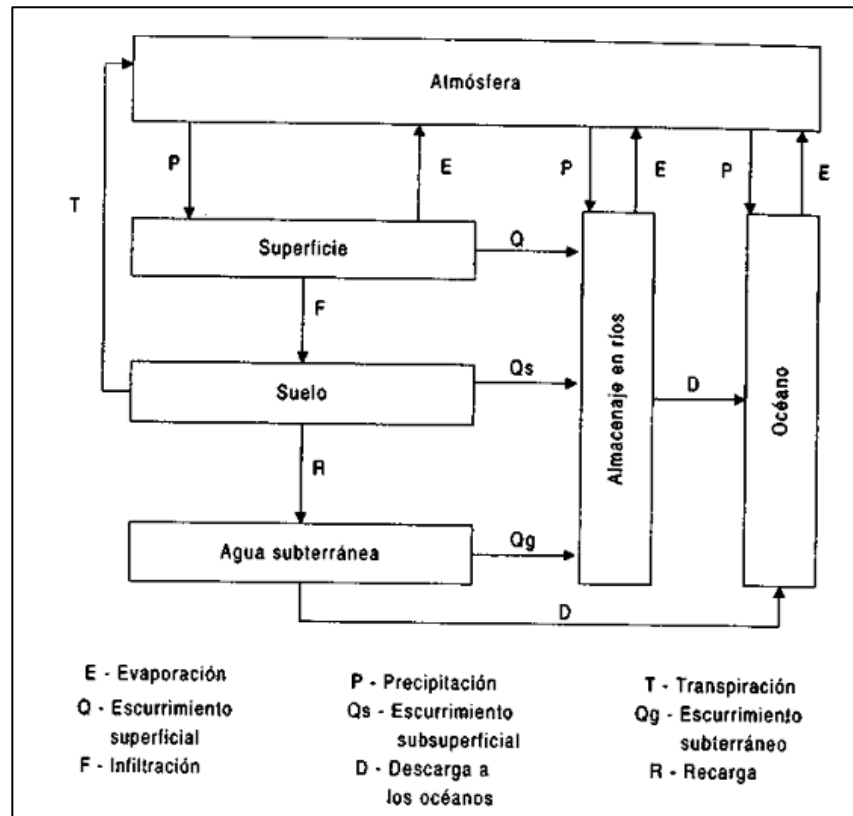 Atmósfera
P
E
P
E
P
E
T
Superficie
Q
F
Suelo
Qs
R
Agua subterránea
Qg
D
Almacenaje en ríos
D
Océano
E - Evaporación
Q - Escurrimiento
superficial
F - Infiltración
P - Precipitación
Qs - Escurrimiento
subsuperficial
D - Descarga a
los océanos
T - Transpiración
Qg - Escurrimiento
subterráneo
R - Recarga